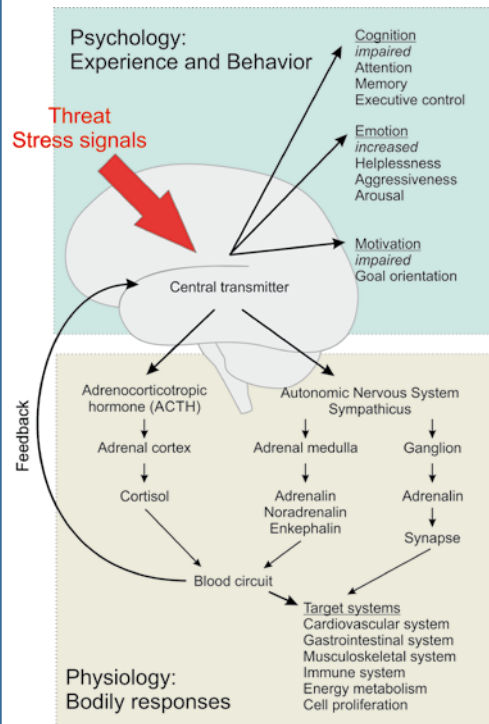 Psychology:
Experience and Behavior
Threat
Stress signals
Cognition
impaired
Attention
Memory
Executive control
Emotion
increased
Helplessness
Aggressiveness
Arousal
Motivation
impaired
Goal orientation
Central transmitter
Adrenocorticotropic
hormone (ACTH)
Autonomic Nervous System
Sympathicus
Adrenal cortex
Adrenal medulla
Ganglion
Cortisol
Adrenalin
Noradrenalin
Enkephalin
Adrenalin
Synapse
Feedback
Blood circuit
Target systems
Cardiovascular system
Gastrointestinal system
Musculoskeletal system
Immune system
Energy metabolism
Cell proliferation
Physiology:
Bodily responses